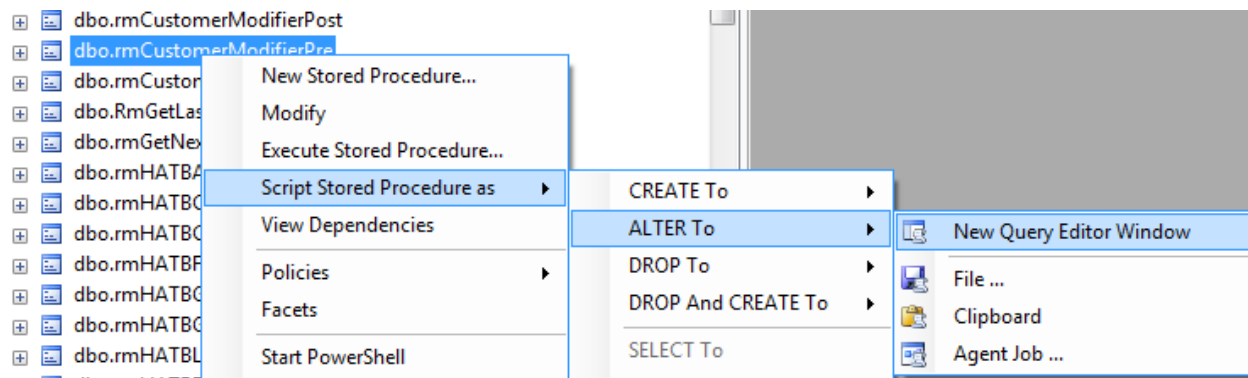 dbo.rmCustomerModifierPost
dbo.rmCustomerModifierPre
dbo.rmCustor
dbo.RmGetLas
dbo.rmGetNex
dbo.rmHATBA
dbo.rmHATBC
dbo.rmHATBC
dbo.rmHATBF
dbo.rmHATBG
dbo.rmHATBG
dbo.rmHATBL
New Stored Procedure...
Modify
Execute Stored Procedure...
Script Stored Procedure as
View Dependencies
Policies
Facets
Start PowerShell
CREATE To
ALTER To
DROP To
DROP And CREATE To
SELECT To
New Query Editor Window
File ...
Clipboard
Agent Job ...